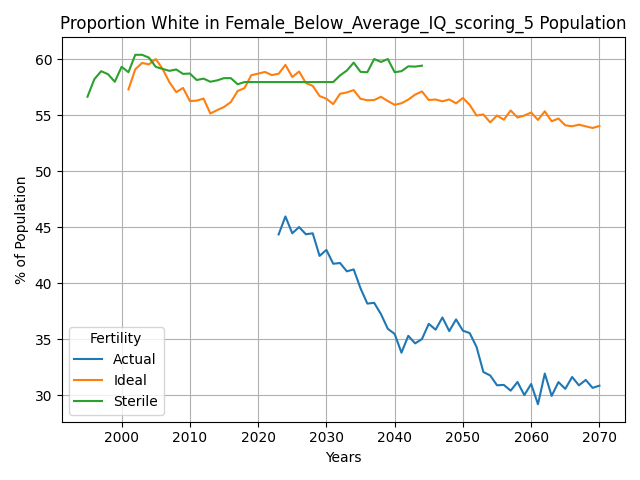 Proportion White in Female_Below_Average_IQ_scoring_5 Population
% of Population
60
55
50
45
40
35
30
Fertility
Actual
Ideal
Sterile
2000 2010 2020 2030 2040 2050 2060 2070
Years